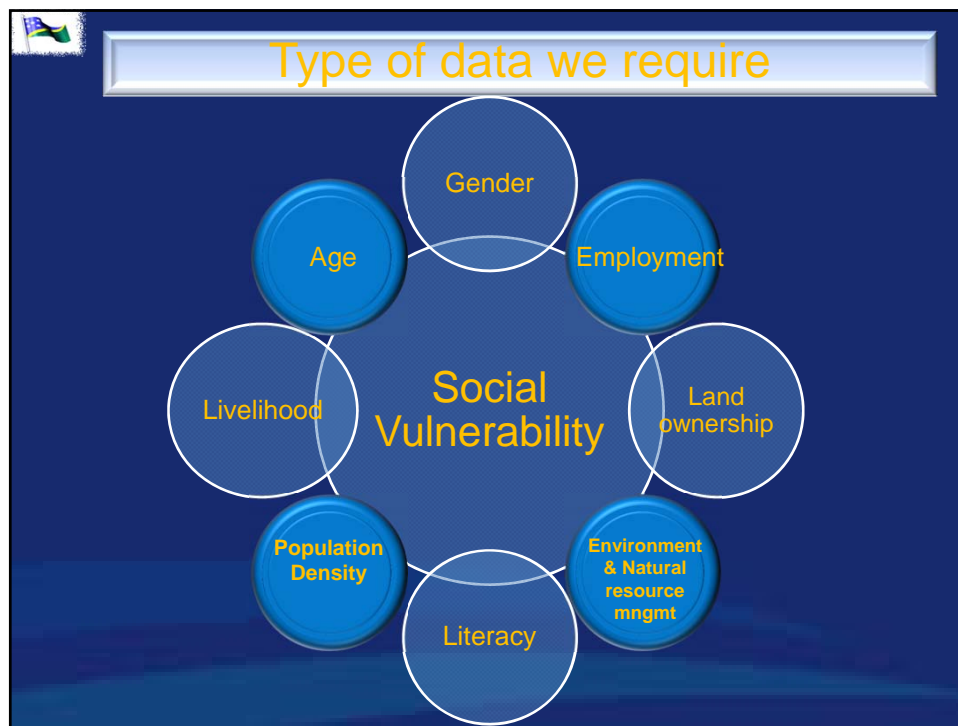 Type of data we require
Gender
Age
Employment
Livelihood
Social
Vulnerability
Land
ownership
Population
Density
Environment
& Natural
resource
mngmt
Literacy